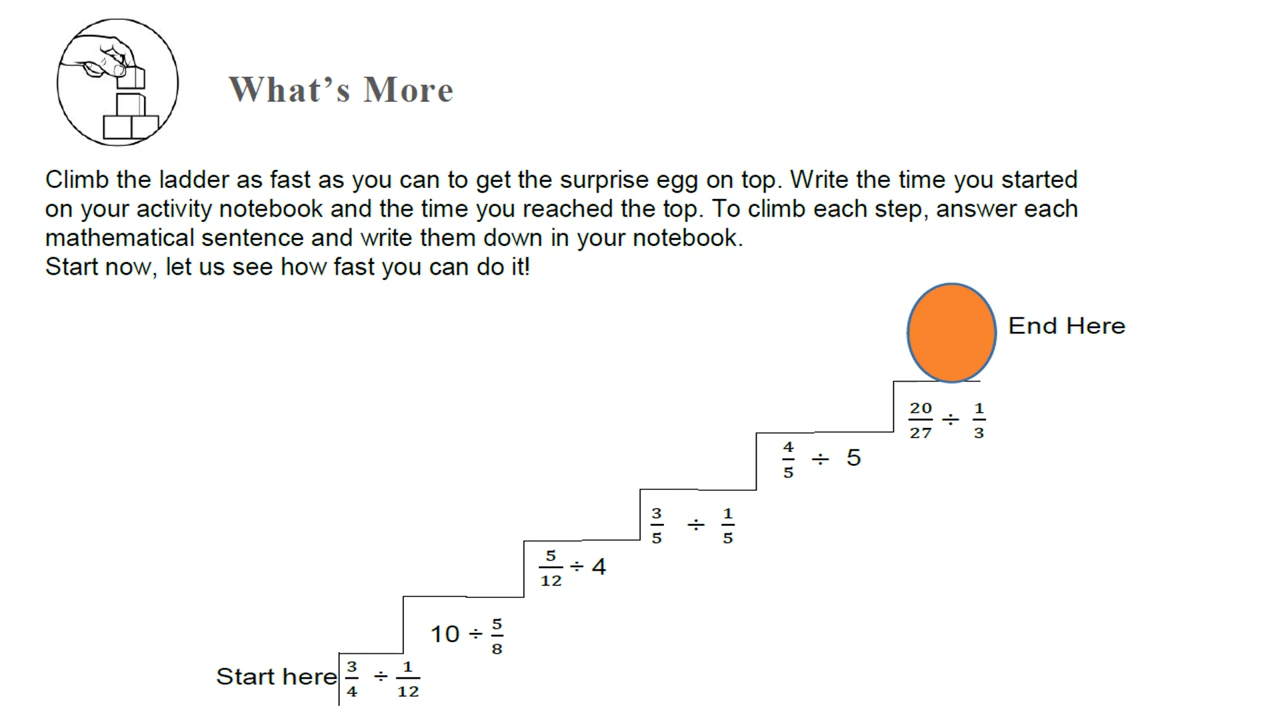 What's More
Climb the ladder as fast as you can to get the surprise egg on top. Write the time you started
on your activity notebook and the time you reached the top. To climb each step, answer each
mathematical sentence and write them down in your notebook.
Start now, let us see how fast you can do it!
End Here
20/27 ÷ 1/3
4/5 ÷ 5
3/5 ÷ 1/5
5/12 ÷ 4
10 ÷ 5/8
Start here 3/4 ÷ 1/12